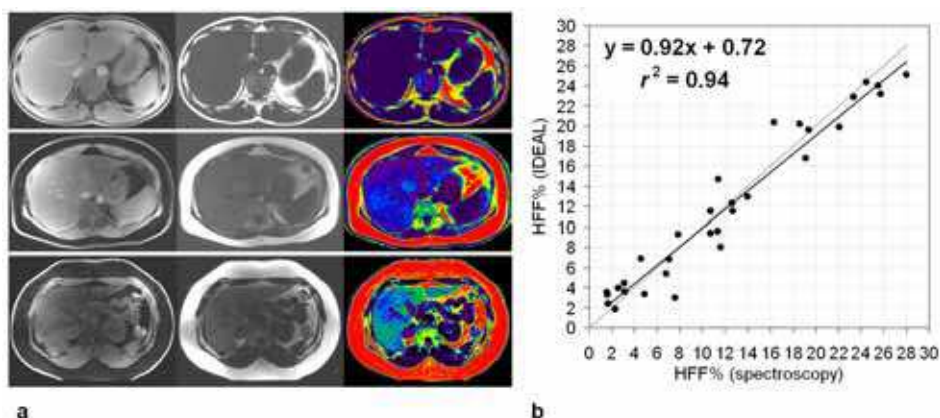 y = 0.92x + 0.72
r² = 0.94
HFF% (IDEAL)
30
28
26
24
22
20
18
16
14
12
10
8
6
4
2
0
0 2 4 6 8 10 12 14 16 18 20 22 24 26 28 30
HFF% (spectroscopy)
a
b